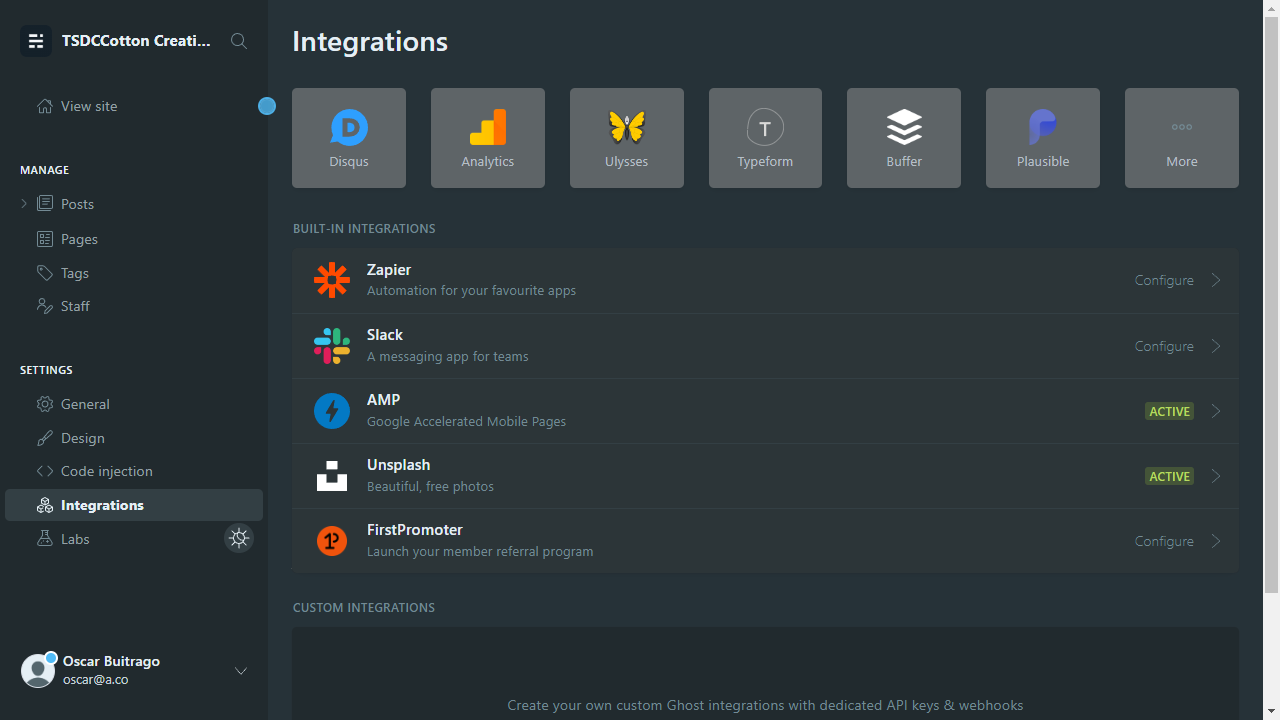 TSDCCotton Creati...
View site
MANAGE
Posts
Pages
Tags
Staff
SETTINGS
General
Design
Code injection
Integrations
Labs
Oscar Buitrago
oscar@a.co
Integrations
Disqus
Analytics
Ulysses
T
Typeform
Buffer
Plausible
More
BUILT-IN INTEGRATIONS
Zapier
Automation for your favourite apps
Configure
Slack
A messaging app for teams
Configure
AMP
Google Accelerated Mobile Pages
ACTIVE
Unsplash
Beautiful, free photos
ACTIVE
FirstPromoter
Launch your member referral program
Configure
CUSTOM INTEGRATIONS
Create your own custom Ghost integrations with dedicated API keys & webhooks